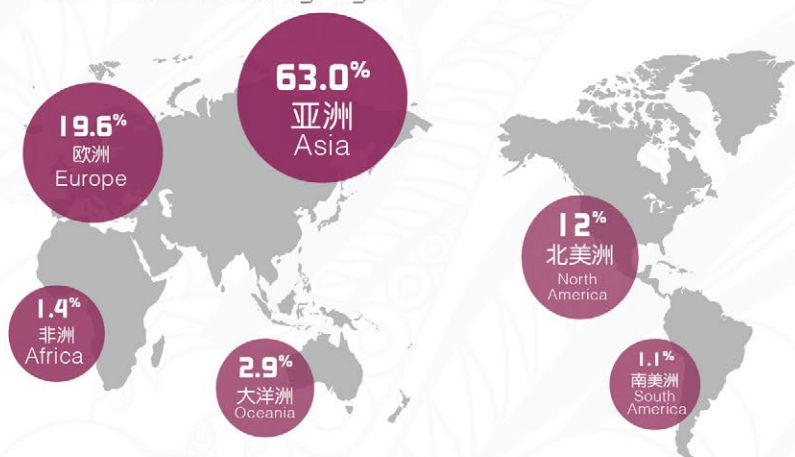 63.0%
亚洲
Asia
19.6%
欧洲
Europe
12%
北美洲
North
America
1.4%
非洲
Africa
2.9%
大洋洲
Oceania
1.1%
南美洲
South
America